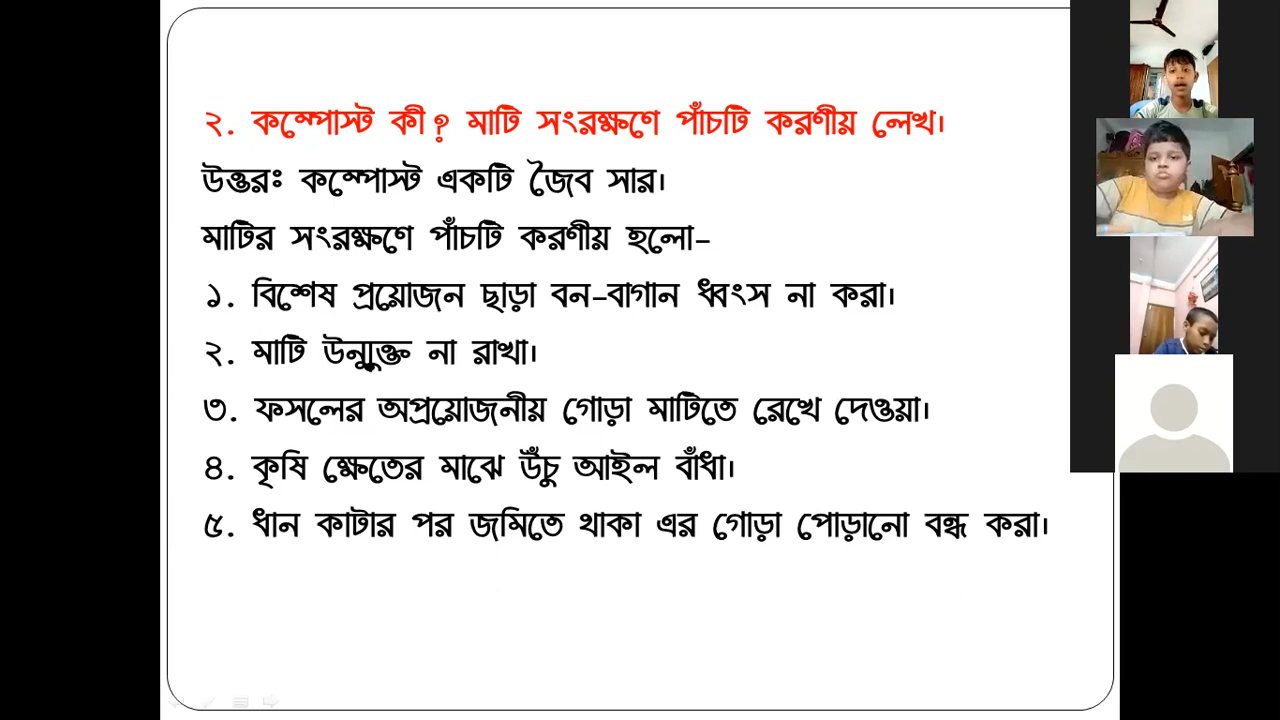 ২. কম্পোস্ট কী? মাটি সংরক্ষণে পাঁচটি করণীয় লেখ।
উত্তরঃ কম্পোস্ট একটি জৈব সার।
মাটির সংরক্ষণে পাঁচটি করণীয় হলো-
১. বিশেষ প্রয়োজন ছাড়া বন-বাগান ধ্বংস না করা।
২. মাটি উন্মুক্ত না রাখা।
৩. ফসলের অপ্রয়োজনীয় গোড়া মাটিতে রেখে দেওয়া।
৪. কৃষি ক্ষেতের মাঝে উঁচু আইল বাঁধা।
৫. ধান কাটার পর জমিতে থাকা এর গোড়া পোড়ানো বন্ধ করা।